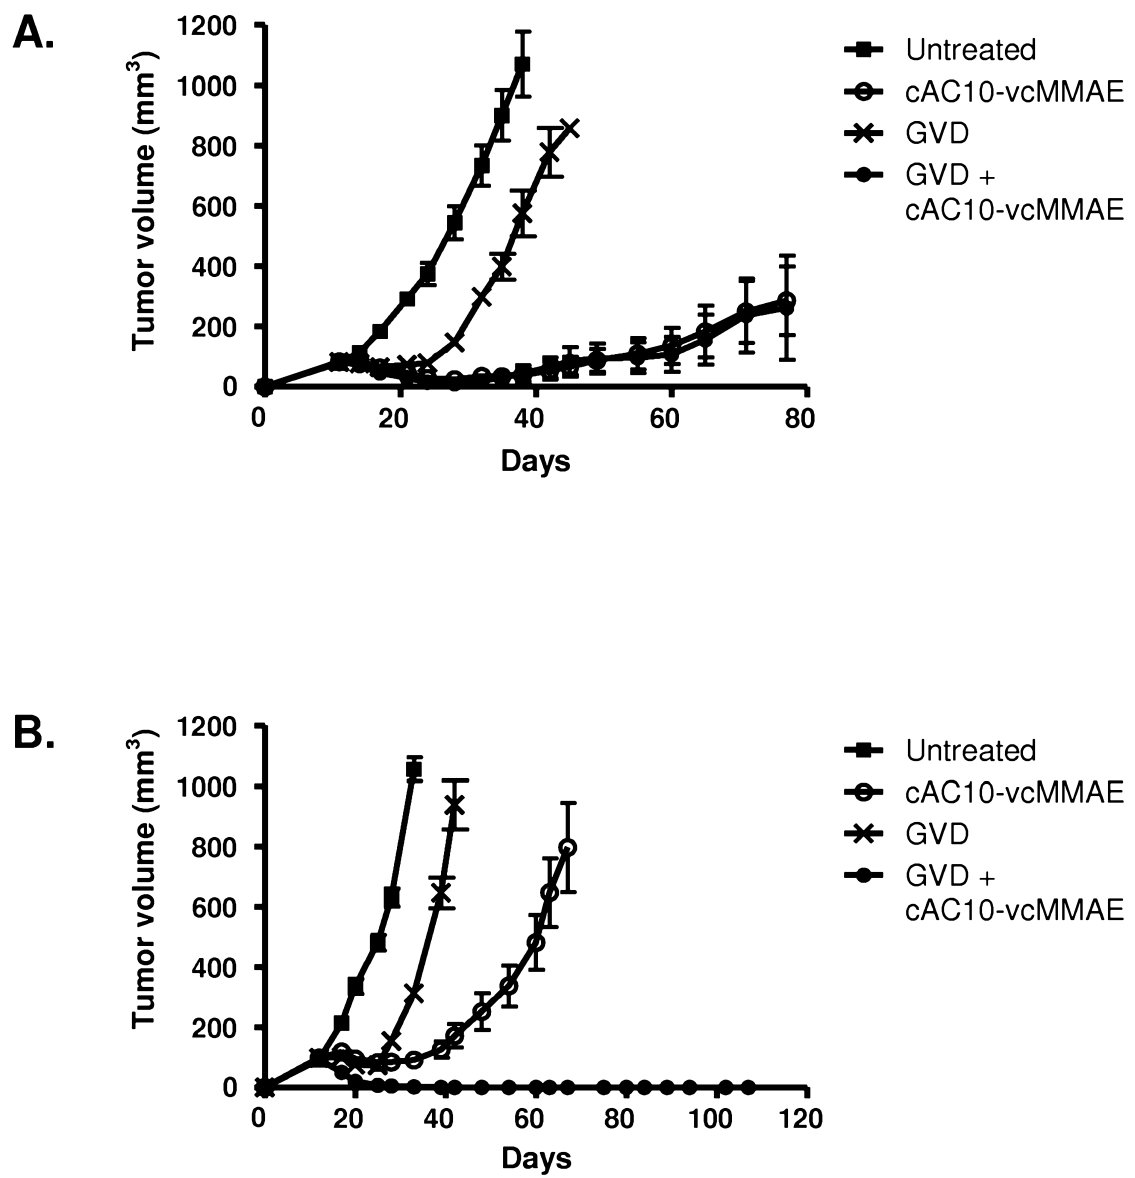 A.
Tumor volume (mm³)
1200
1000
800
600
400
200
0
0 20 40 60 80
Days
Untreated
cAC10-vcMMAE
GVD
GVD +
cAC10-vcMMAE
B.
Tumor volume (mm³)
1200
1000
800
600
400
200
0
0 20 40 60 80 100 120
Days
Untreated
cAC10-vcMMAE
GVD
GVD +
cAC10-vcMMAE